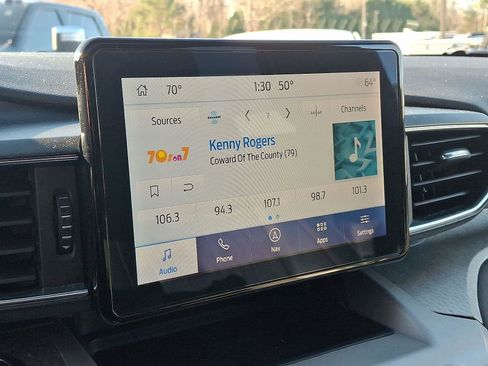 70° 1:30 50° 64°
Sources < 7 > Channels
70s on 7
Kenny Rogers
Coward Of The County (79)
106.3 94.3 107.1 98.7 101.3
Audio Phone Nav Apps Settings